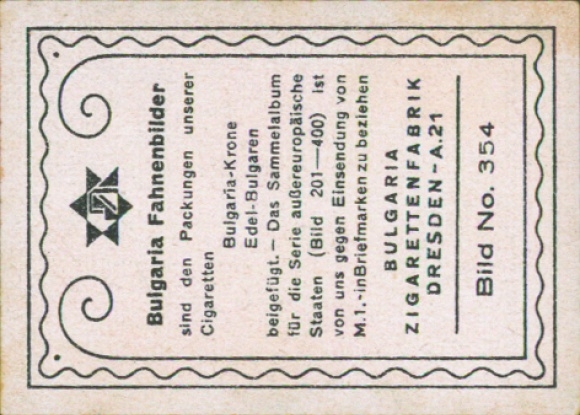 Bulgaria Fahnenbilder
sind den Packungen unserer
Cigaretten
Bulgaria-Krone
Edel-Bulgaren
beigefügt. — Das Sammelalbum
für die Serie außereuropäische
Staaten (Bild 201—400) ist
von uns gegen Einsendung von
M.1.-in Briefmarken zu beziehen
BULGARIA
ZIGARETTENFABRIK
DRESDEN-A.21
Bild No. 354